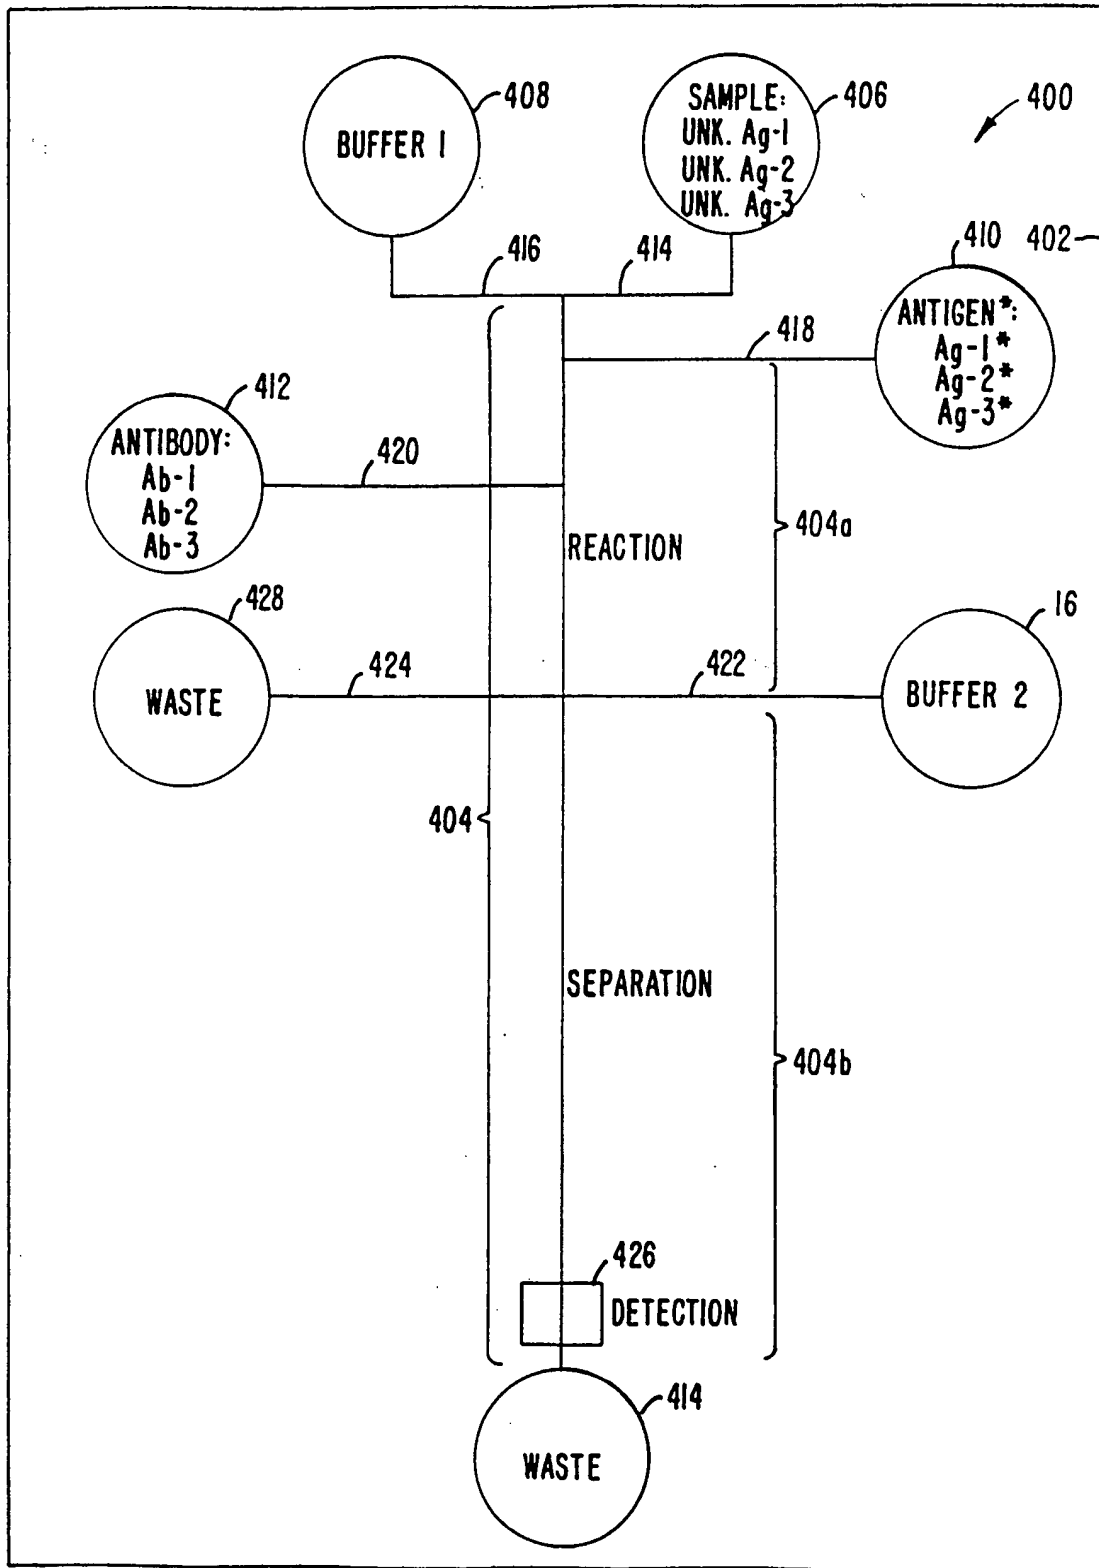 408
BUFFER 1
406
SAMPLE:
UNK. Ag-1
UNK. Ag-2
UNK. Ag-3
400
416
414
410
402
ANTIGEN*:
Ag-1*
Ag-2*
Ag-3*
418
412
ANTIBODY:
Ab-1
Ab-2
Ab-3
420
REACTION
404a
428
WASTE
424
422
16
BUFFER 2
404
SEPARATION
404b
426
DETECTION
414
WASTE